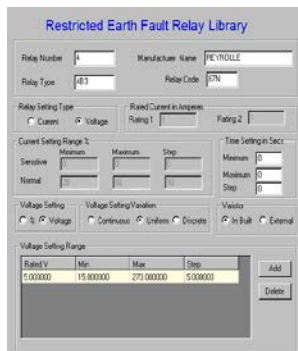 Restricted Earth Fault Relay Library
Relay Number 4 Manufacturer Name REYROLLE
Relay Type 4B3 Relay Code 87N
Relay Setting Type Rated Current in Amperes
Current Voltage Rating 1 Rating 2
Current Setting Range % Time Setting in Secs
Minimum Maximum Step
Sensitive Minimum 0
Normal Maximum 0
Step 0
Voltage Setting Voltage Setting Variation Varistor
% Voltage Continuous Uniform Discrete In Built External
Voltage Setting Range
Rated V Min Max Step
5.000000 15.000000 270.000000 5.000000
Add
Delete